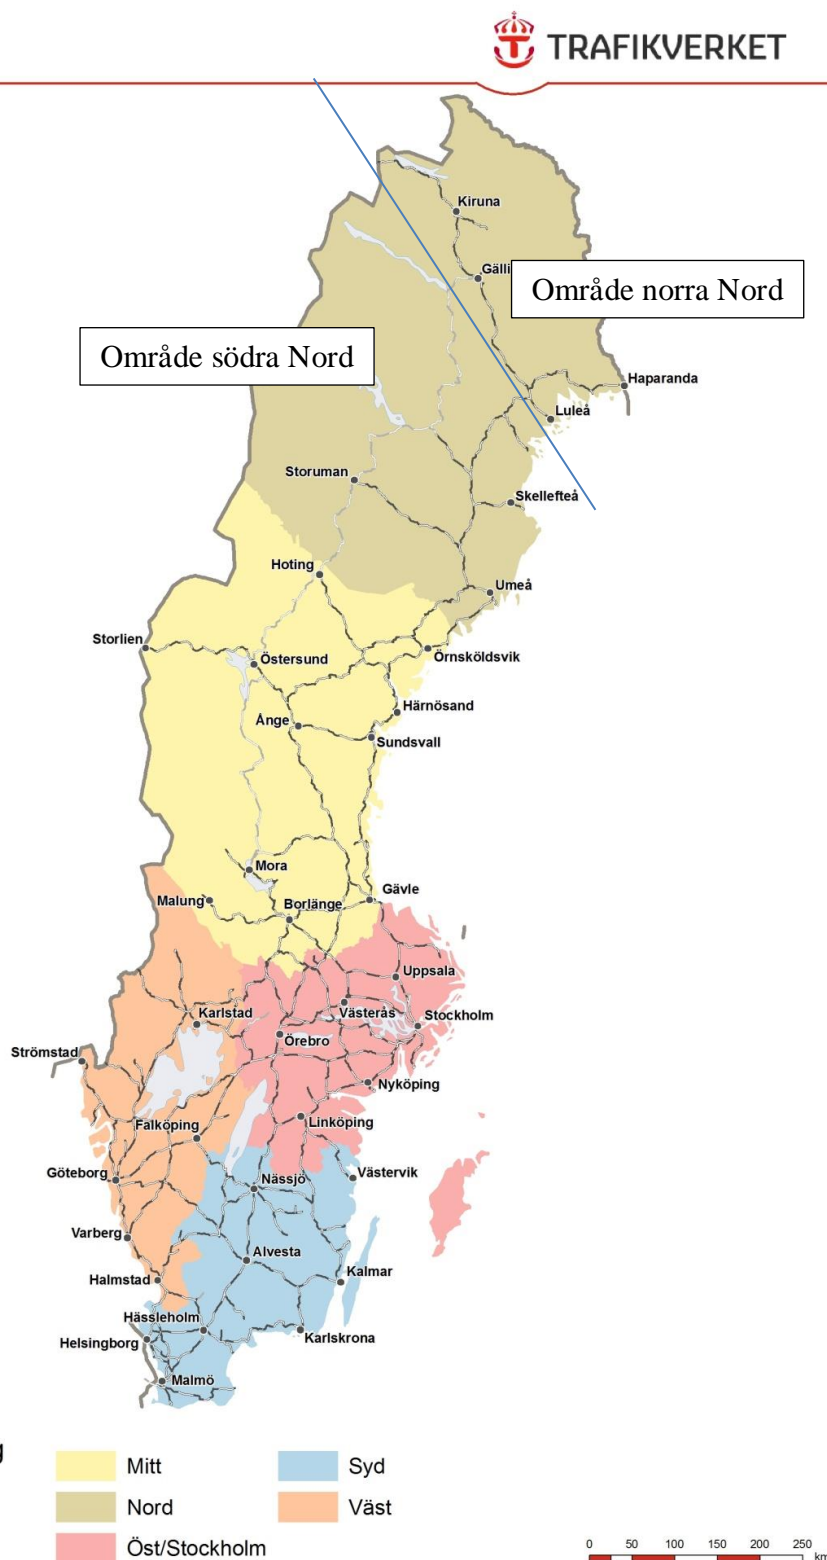 TRAFIKVERKET
Kiruna
Gälli
Område norra Nord
Område södra Nord
Haparanda
Luleå
Storuman
Skellefteå
Hoting
Umeå
Storlien
Östersund
Örnsköldsvik
Härnösand
Ånge
Sundsvall
Mora
Gävle
Malung
Borlänge
Uppsala
Karlstad
Västerås
Stockholm
Örebro
Strömstad
Nyköping
Linköping
Falköping
Göteborg
Nässjö
Västervik
Varberg
Alvesta
Halmstad
Kalmar
Hässleholm
Helsingborg
Karlskrona
Malmö
g
Mitt
Syd
Nord
Väst
Öst/Stockholm
0 50 100 150 200 250
km